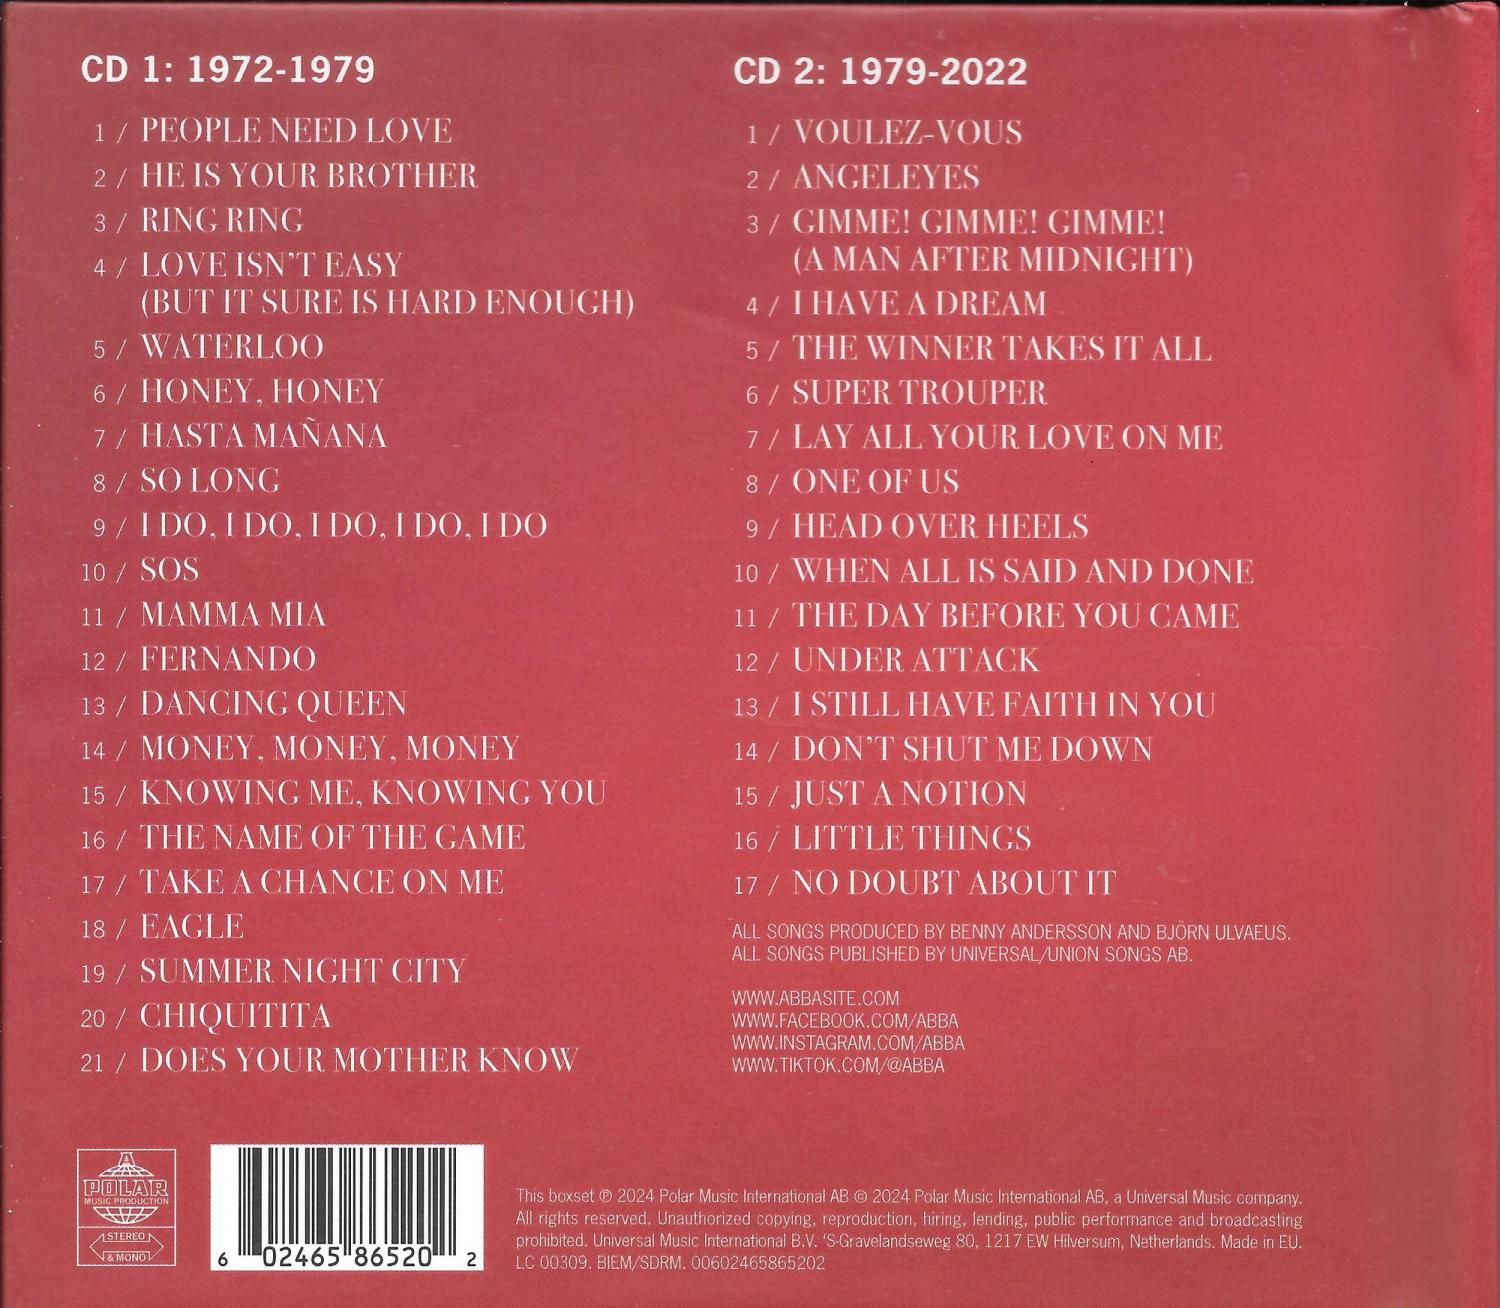 CD 1: 1972-1979
1 / PEOPLE NEED LOVE
2 / HE IS YOUR BROTHER
3 / RING RING
4 / LOVE ISN'T EASY
(BUT IT SURE IS HARD ENOUGH)
5 / WATERLOO
6 / HONEY, HONEY
7 / HASTA MAÑANA
8 / SO LONG
9 / I DO, I DO, I DO, I DO, I DO
10 / SOS
11 / MAMMA MIA
12 / FERNANDO
13 / DANCING QUEEN
14 / MONEY, MONEY, MONEY
15 / KNOWING ME, KNOWING YOU
16 / THE NAME OF THE GAME
17 / TAKE A CHANCE ON ME
18 / EAGLE
19 / SUMMER NIGHT CITY
20 / CHIQUITITA
21 / DOES YOUR MOTHER KNOW
CD 2: 1979-2022
1 / VOULEZ-VOUS
2 / ANGELEYES
3 / GIMME! GIMME! GIMME!
(A MAN AFTER MIDNIGHT)
4 / I HAVE A DREAM
5 / THE WINNER TAKES IT ALL
6 / SUPER TROUPER
7 / LAY ALL YOUR LOVE ON ME
8 / ONE OF US
9 / HEAD OVER HEELS
10 / WHEN ALL IS SAID AND DONE
11 / THE DAY BEFORE YOU CAME
12 / UNDER ATTACK
13 / I STILL HAVE FAITH IN YOU
14 / DON'T SHUT ME DOWN
15 / JUST A NOTION
16 / LITTLE THINGS
17 / NO DOUBT ABOUT IT
ALL SONGS PRODUCED BY BENNY ANDERSSON AND BJÖRN ULVAEUS.
ALL SONGS PUBLISHED BY UNIVERSAL/UNION SONGS AB.
WWW.ABBASITE.COM
WWW.FACEBOOK.COM/ABBA
WWW.INSTAGRAM.COM/ABBA
WWW.TIKTOK.COM/@ABBA
A
POLAR
MUSIC PRODUCTION
STEREO
& MONO
6 02465 86520 2
This boxset ℗ 2024 Polar Music International AB © 2024 Polar Music International AB, a Universal Music company.
All rights reserved. Unauthorized copying, reproduction, hiring, lending, public performance and broadcasting
prohibited. Universal Music International B.V. 'S-Gravelandseweg 80, 1217 EW Hilversum, Netherlands. Made in EU.
LC 00309. BIEM/SDRM. 00602465865202